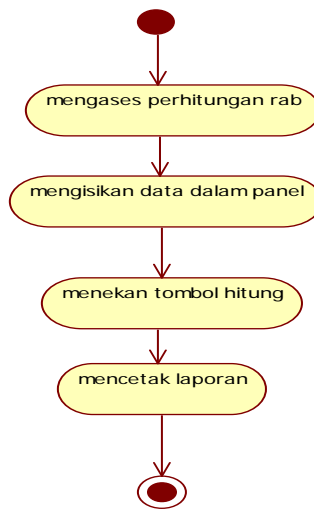 mengases perhitungan rab
mengisikan data dalam panel
menekan tombol hitung
mencetak laporan